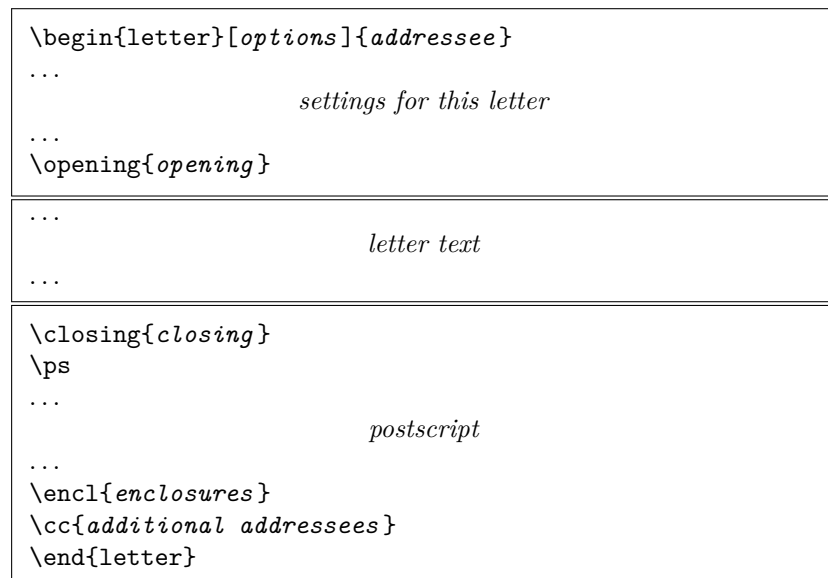 \begin{letter}[options]{addressee}
...
settings for this letter
...
\opening{opening}
...
letter text
...
\closing{closing}
\ps
...
postscript
...
\encl{enclosures}
\cc{additional addressees}
\end{letter}